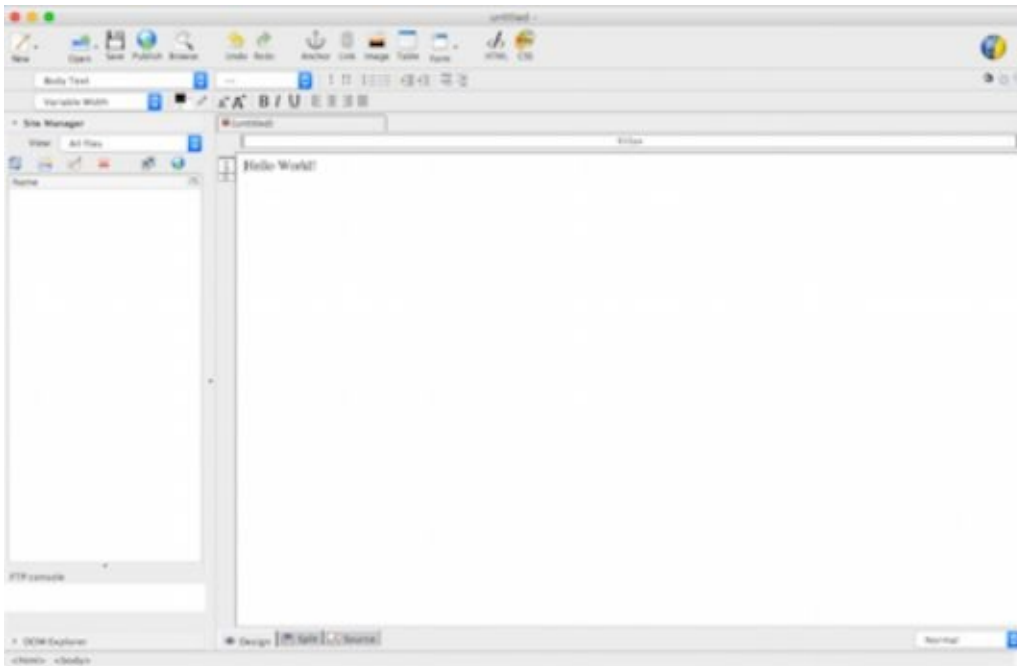 untitled -
New Open Save Publish Browse Undo Redo Anchor Link Image Table Form HTML CSS
Body Text
Variable Width B I U
Site Manager
(untitled)
View: All files
Name
Hello World!
FTP console
DOM Explorer
Design Split Source Normal
<html> <body>